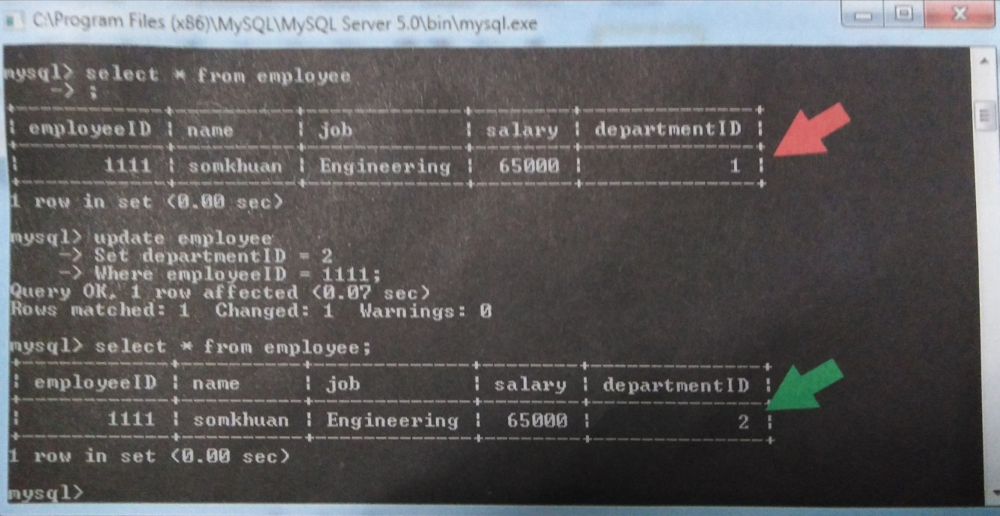 C:\Program Files (x86)\MySQL\MySQL Server 5.0\bin\mysql.exe
mysql> select * from employee
    -> ;
+------------+-----------+-------------+--------+--------------+
| employeeID | name      | job         | salary | departmentID |
+------------+-----------+-------------+--------+--------------+
|       1111 | somkhuan  | Engineering |  65000 |            1 |
+------------+-----------+-------------+--------+--------------+
1 row in set (0.00 sec)
mysql> update employee
    -> Set departmentID = 2
    -> Where employeeID = 1111;
Query OK, 1 row affected (0.07 sec)
Rows matched: 1  Changed: 1  Warnings: 0
mysql> select * from employee;
+------------+-----------+-------------+--------+--------------+
| employeeID | name      | job         | salary | departmentID |
+------------+-----------+-------------+--------+--------------+
|       1111 | somkhuan  | Engineering |  65000 |            2 |
+------------+-----------+-------------+--------+--------------+
1 row in set (0.00 sec)
mysql>